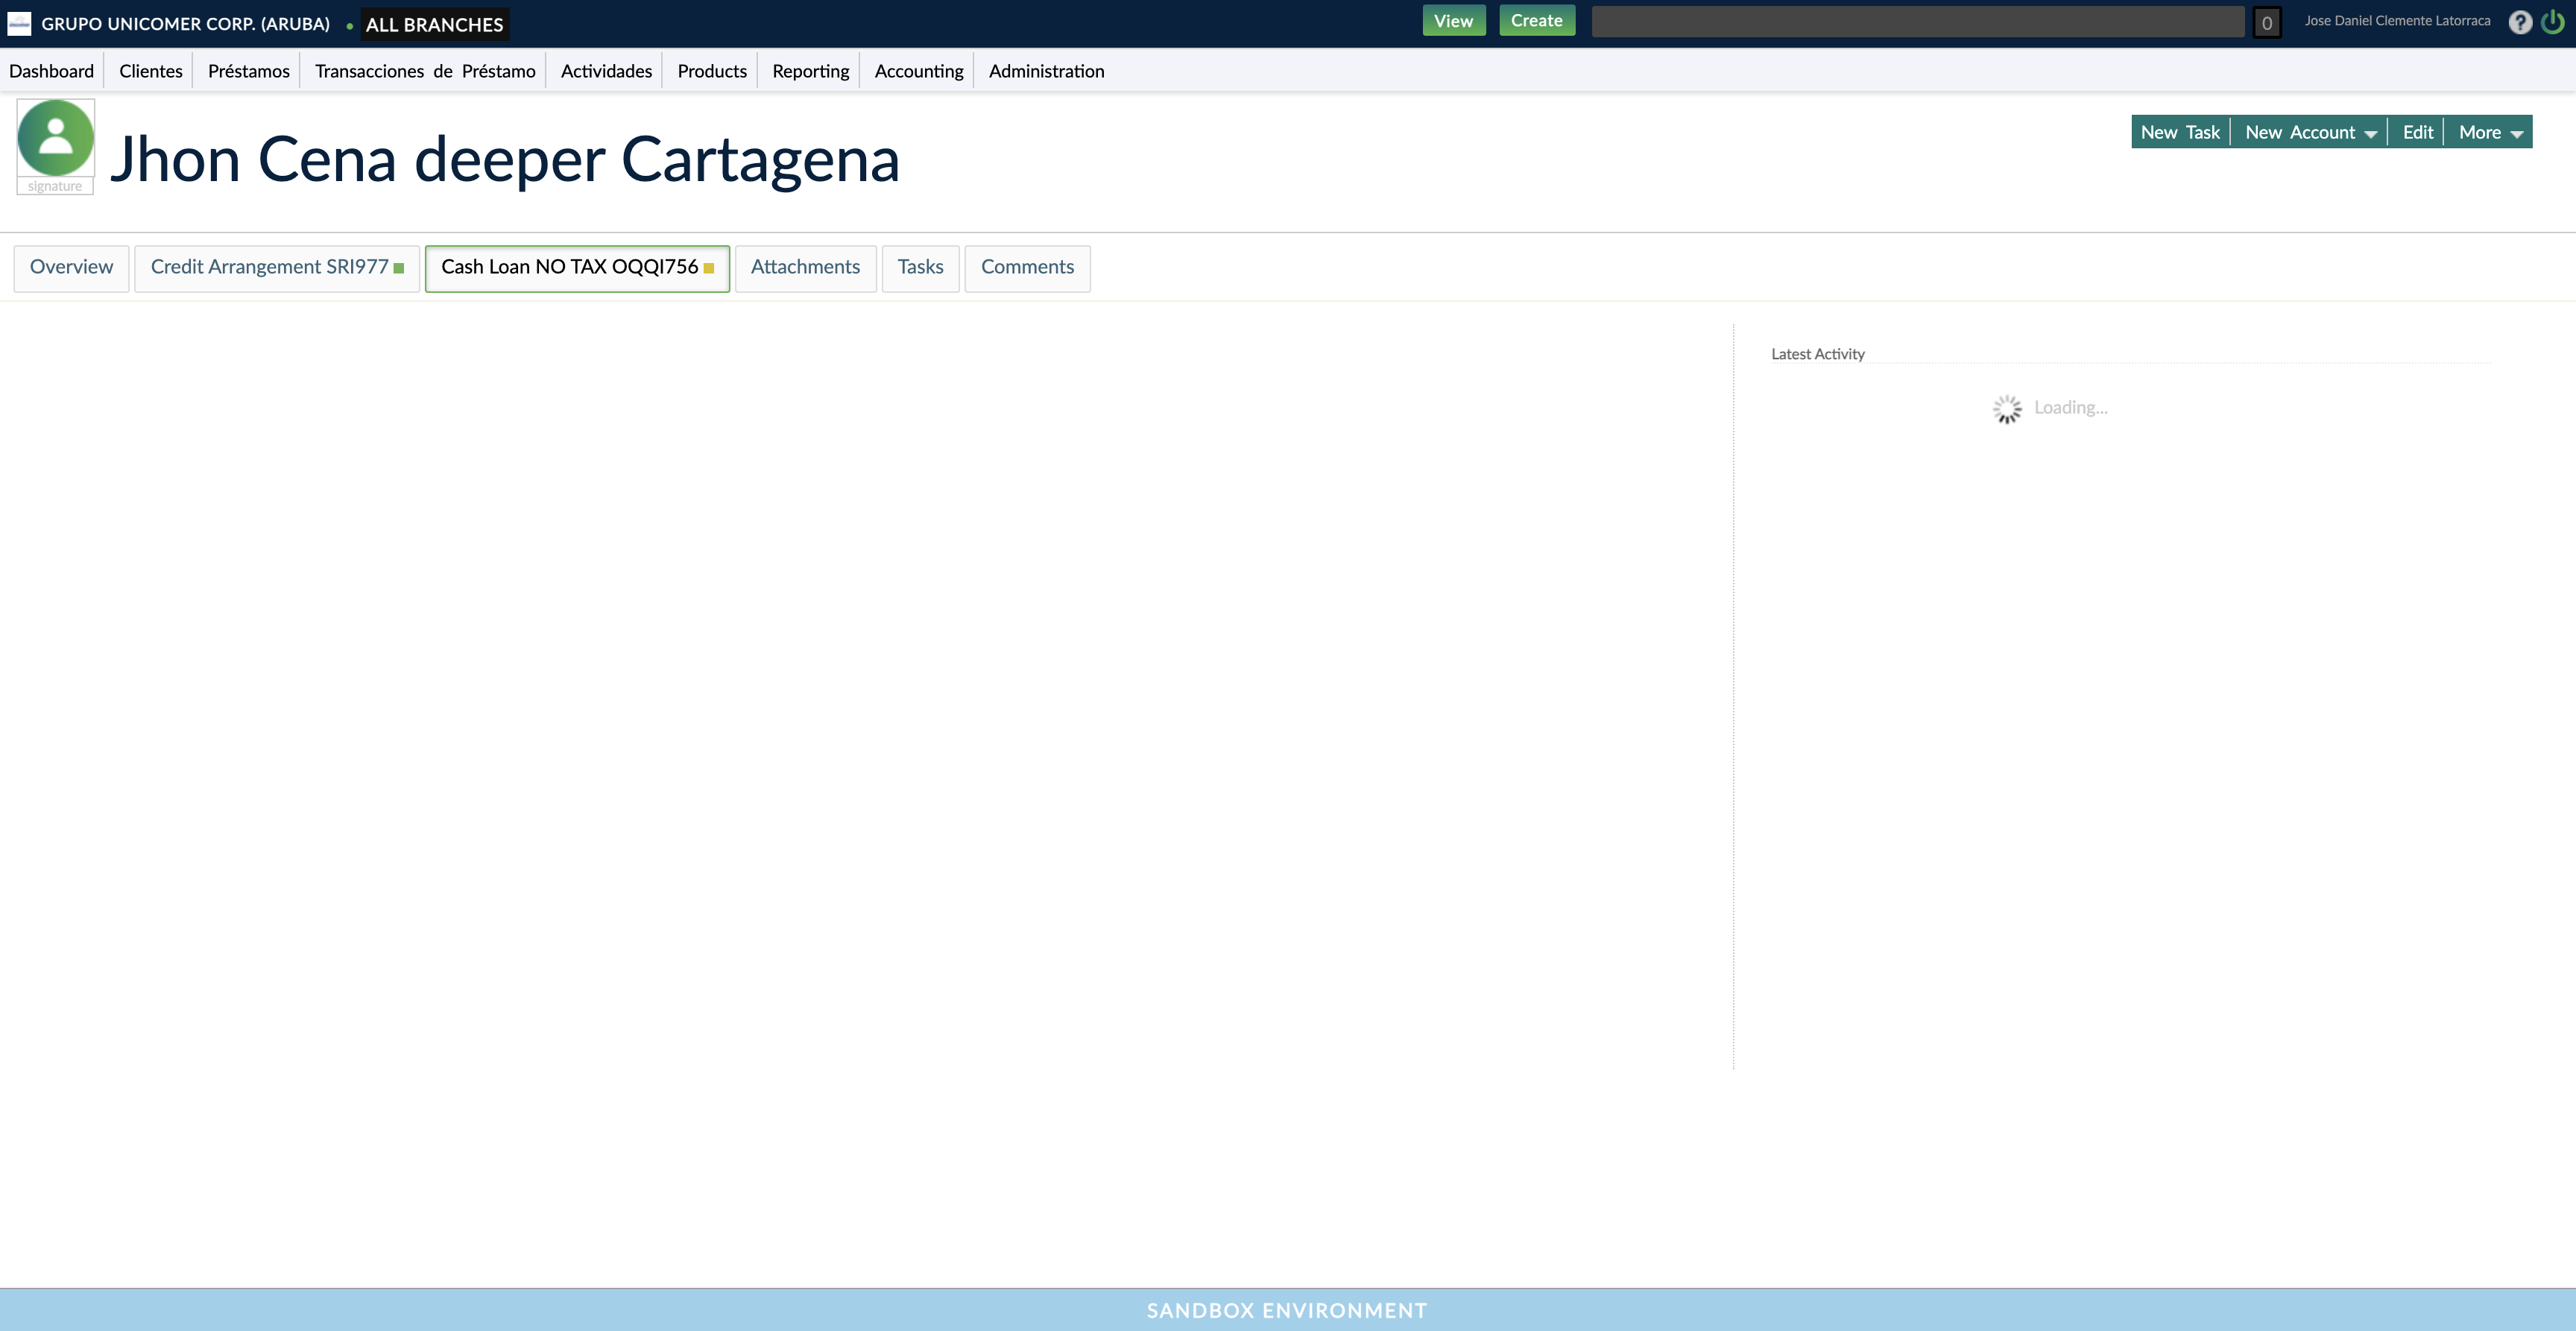 GRUPO UNICOMER CORP. (ARUBA) • ALL BRANCHES View Create 0 Jose Daniel Clemente Latorraca ?
Dashboard Clientes Préstamos Transacciones de Préstamo Actividades Products Reporting Accounting Administration
New Task New Account Edit More
Jhon Cena deeper Cartagena
signature
Overview Credit Arrangement SRI977 Cash Loan NO TAX OQQI756 Attachments Tasks Comments
Latest Activity
Loading...
SANDBOX ENVIRONMENT